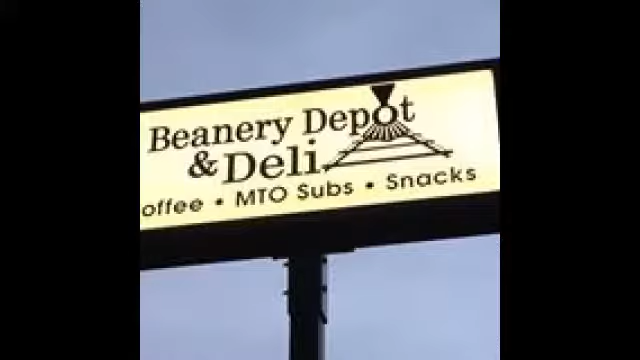 Beanery Depot
& Deli
offee • MTO Subs • Snacks